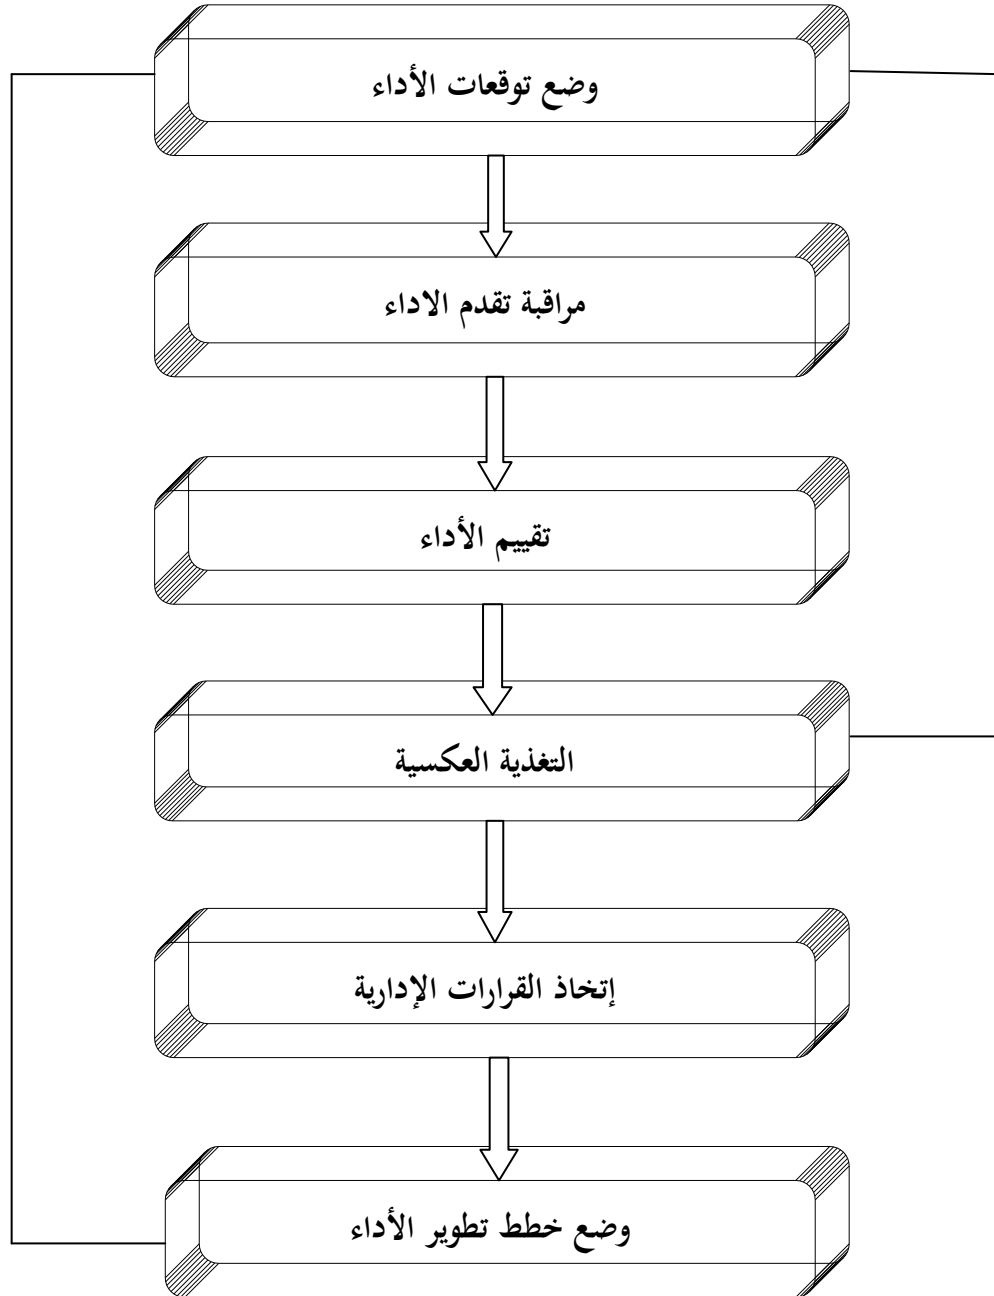 وضع توقعات الأداء
مراقبة تقدم الاداء
تقييم الأداء
التغذية العكسية
إتخاذ القرارات الإدارية
وضع خطط تطوير الأداء